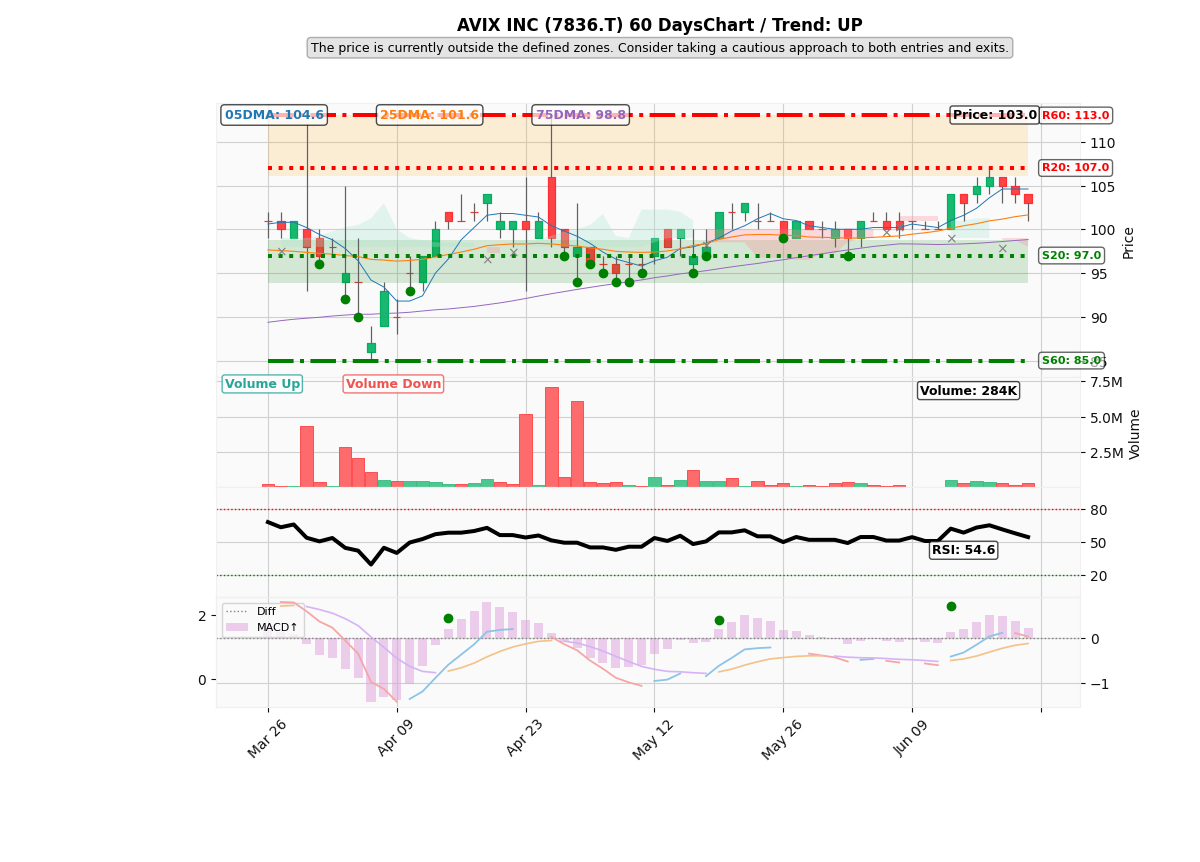 AVIX INC (7836.T) 60 DaysChart / Trend: UP
The price is currently outside the defined zones. Consider taking a cautious approach to both entries and exits.
05DMA: 104.6 25DMA: 101.6 75DMA: 98.8 Price: 103.0 R60: 113.0
110
R20: 107.0
105
100
Price
S20: 97.0
95
90
S60: 85.0
85
Volume Up Volume Down Volume: 284K
7.5M
5.0M
2.5M
Volume
80
50
RSI: 54.6
20
Diff
MACD↑
2
0
0
−1
Mar 26 Apr 09 Apr 23 May 12 May 26 Jun 09